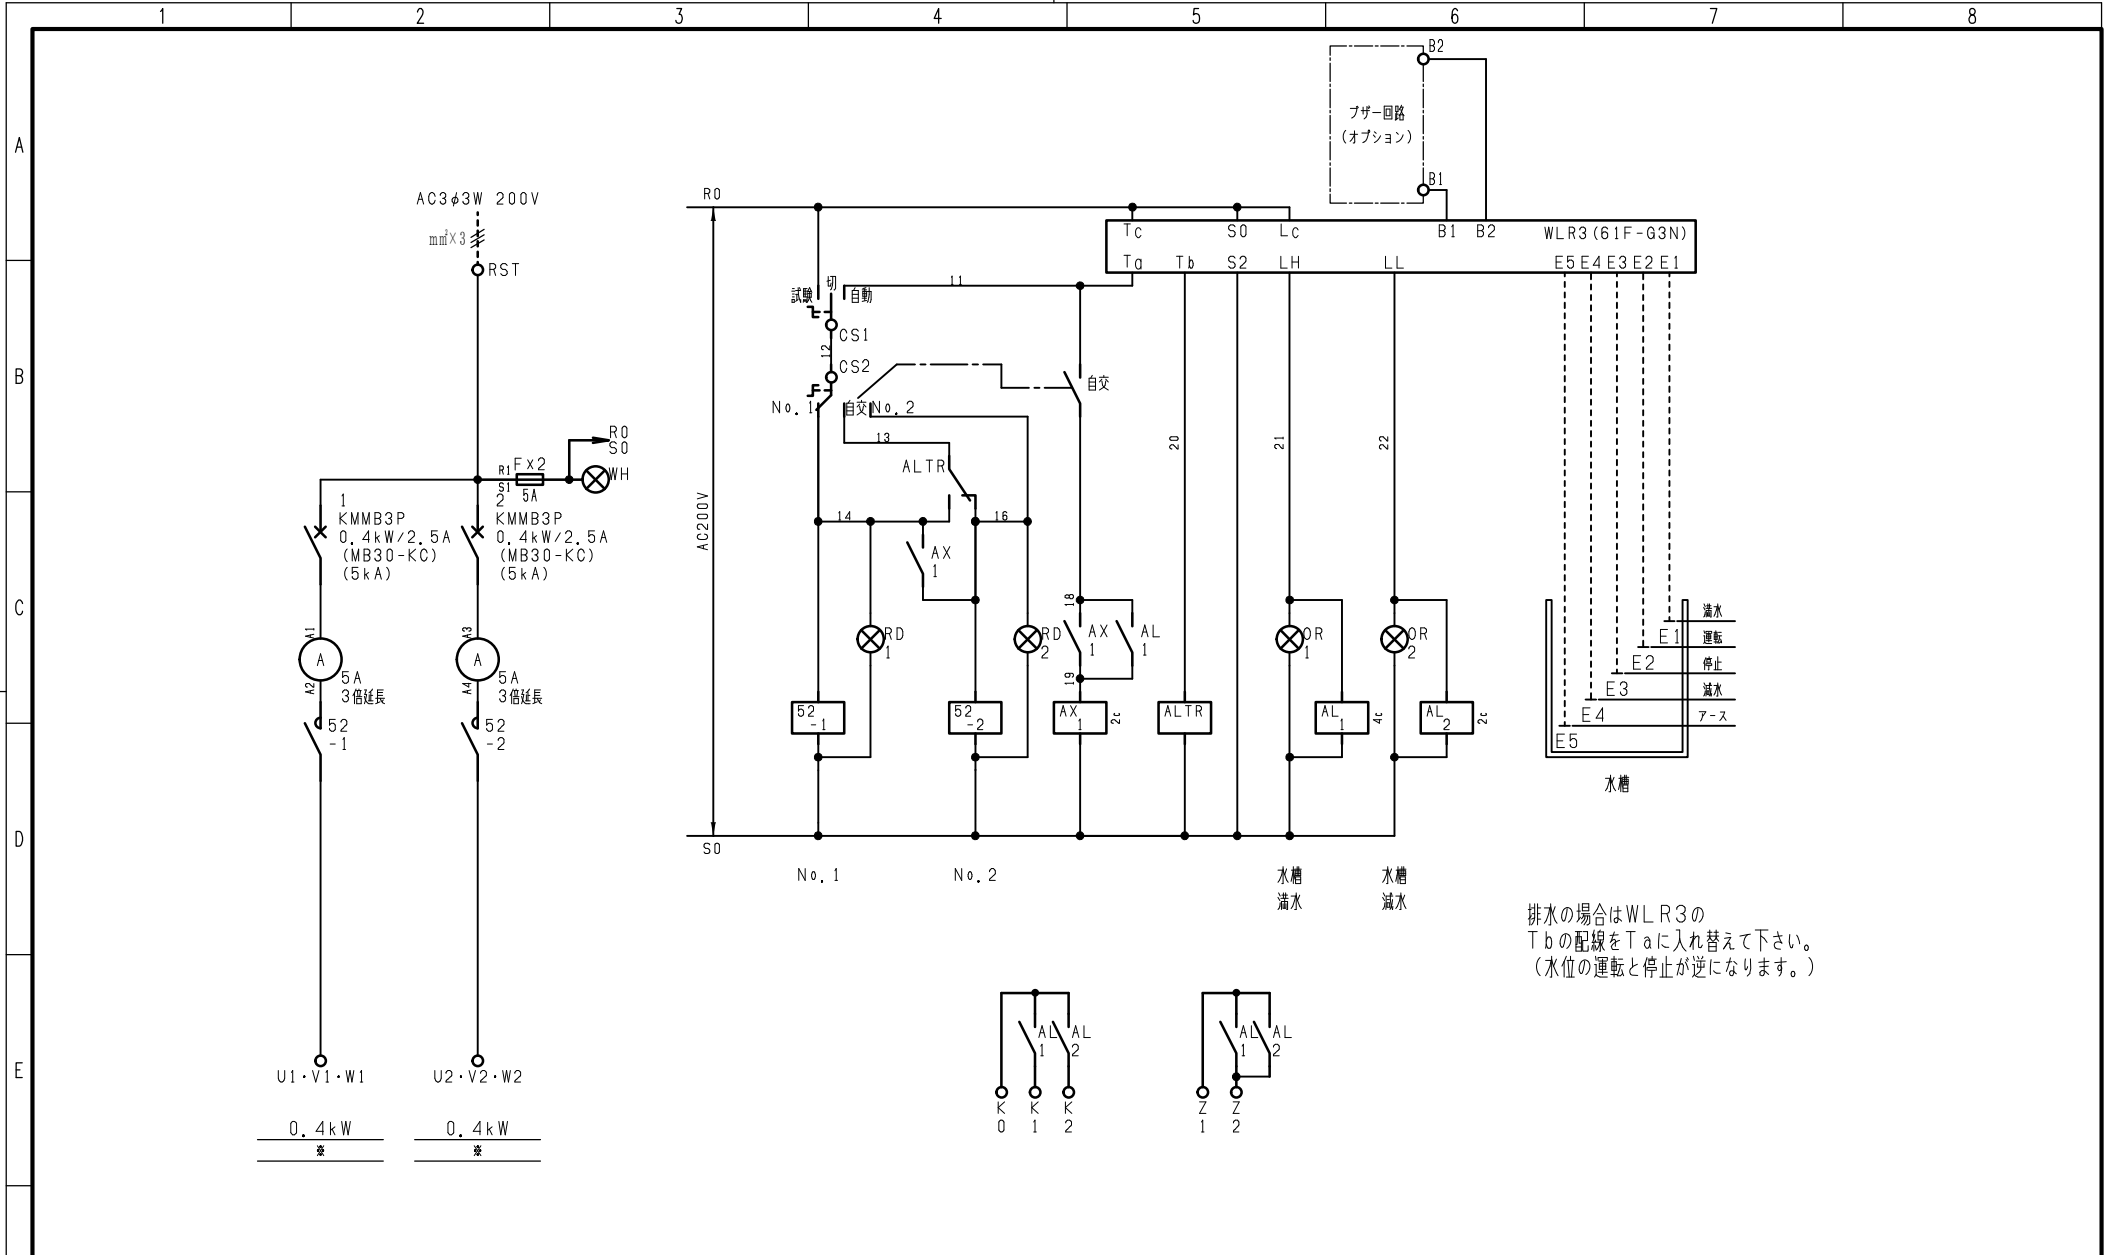 1 2 3 4 5 6 7 8
A
B
C
D
E
B2
ブザー回路
(オプション)
B1
AC3φ3W 200V
mm²×3
RST
R0
S0
R1
S1
F×2
5A
WH
1
KMMB3P
0.4kW/2.5A
(MB30-KC)
(5kA)
2
KMMB3P
0.4kW/2.5A
(MB30-KC)
(5kA)
A1
A
A2
5A
3倍延長
A3
A
A4
5A
3倍延長
52
-1
52
-2
U1・V1・W1
U2・V2・W2
0.4kW
※
0.4kW
※
R0
AC200V
S0
Tc S0 Lc B1 B2 WLR3(61F-G3N)
Ta Tb S2 LH LL E5 E4 E3 E2 E1
試験 切 自動
11
CS1
12
CS2
No.1 自交 No.2
自交
13
ALTR
14
16
20
21
22
AX
1
RD
1
RD
2
18
AX
1
AL
1
19
OR
1
OR
2
52
-1
52
-2
AX
1
2c
ALTR
AL
1
4c
AL
2
2c
E1 満水
E2 運転
E3 停止
E4 減水
E5 アース
水槽
No.1
No.2
水槽
満水
水槽
減水
排水の場合はWLR3の
Tbの配線をTaに入れ替えて下さい。
(水位の運転と停止が逆になります。)
AL
1
AL
2
K
0
K
1
K
2
AL
1
AL
2
Z
1
Z
2